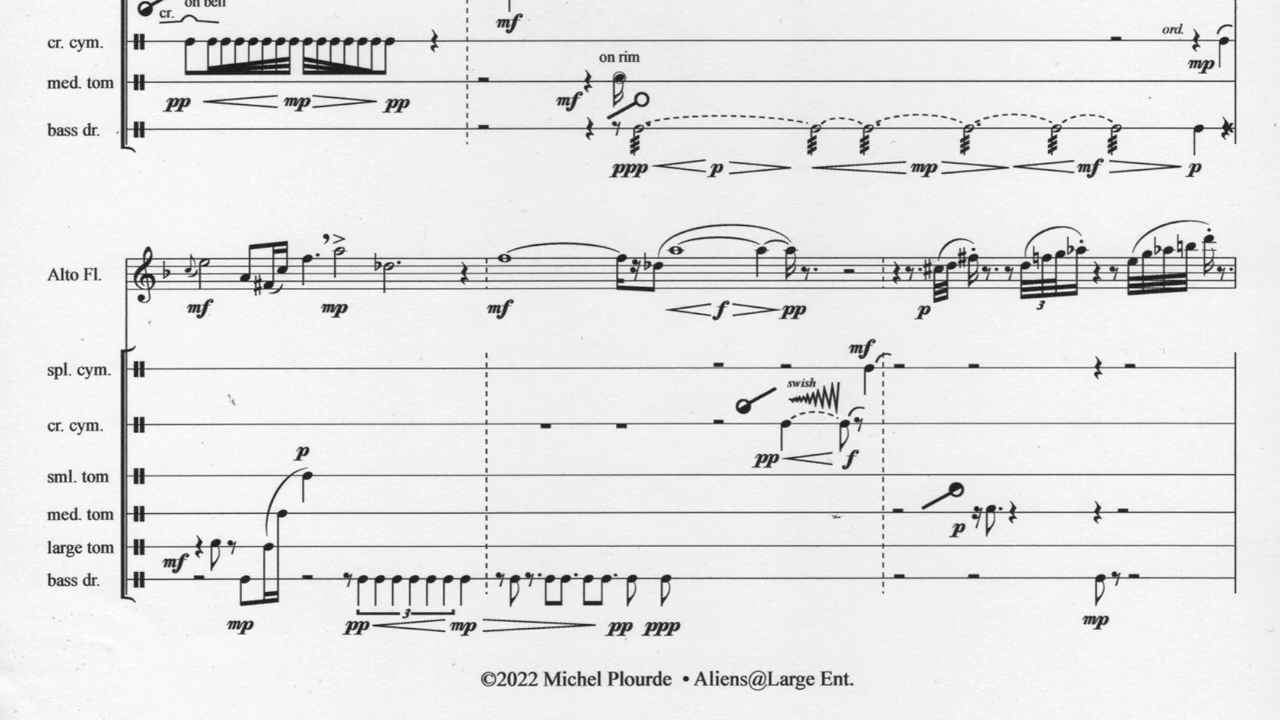 cr.
on bell
mf
cr. cym.
ord.
mp
on rim
med. tom
pp mp pp
mf
bass dr.
ppp p mp mf p
Alto Fl.
mf mp mf f pp p
3
mf
spl. cym.
swish
cr. cym.
pp f
p
sml. tom
med. tom
p
large tom
mf
bass dr.
3
mp pp mp pp ppp mp
©2022 Michel Plourde • Aliens@Large Ent.